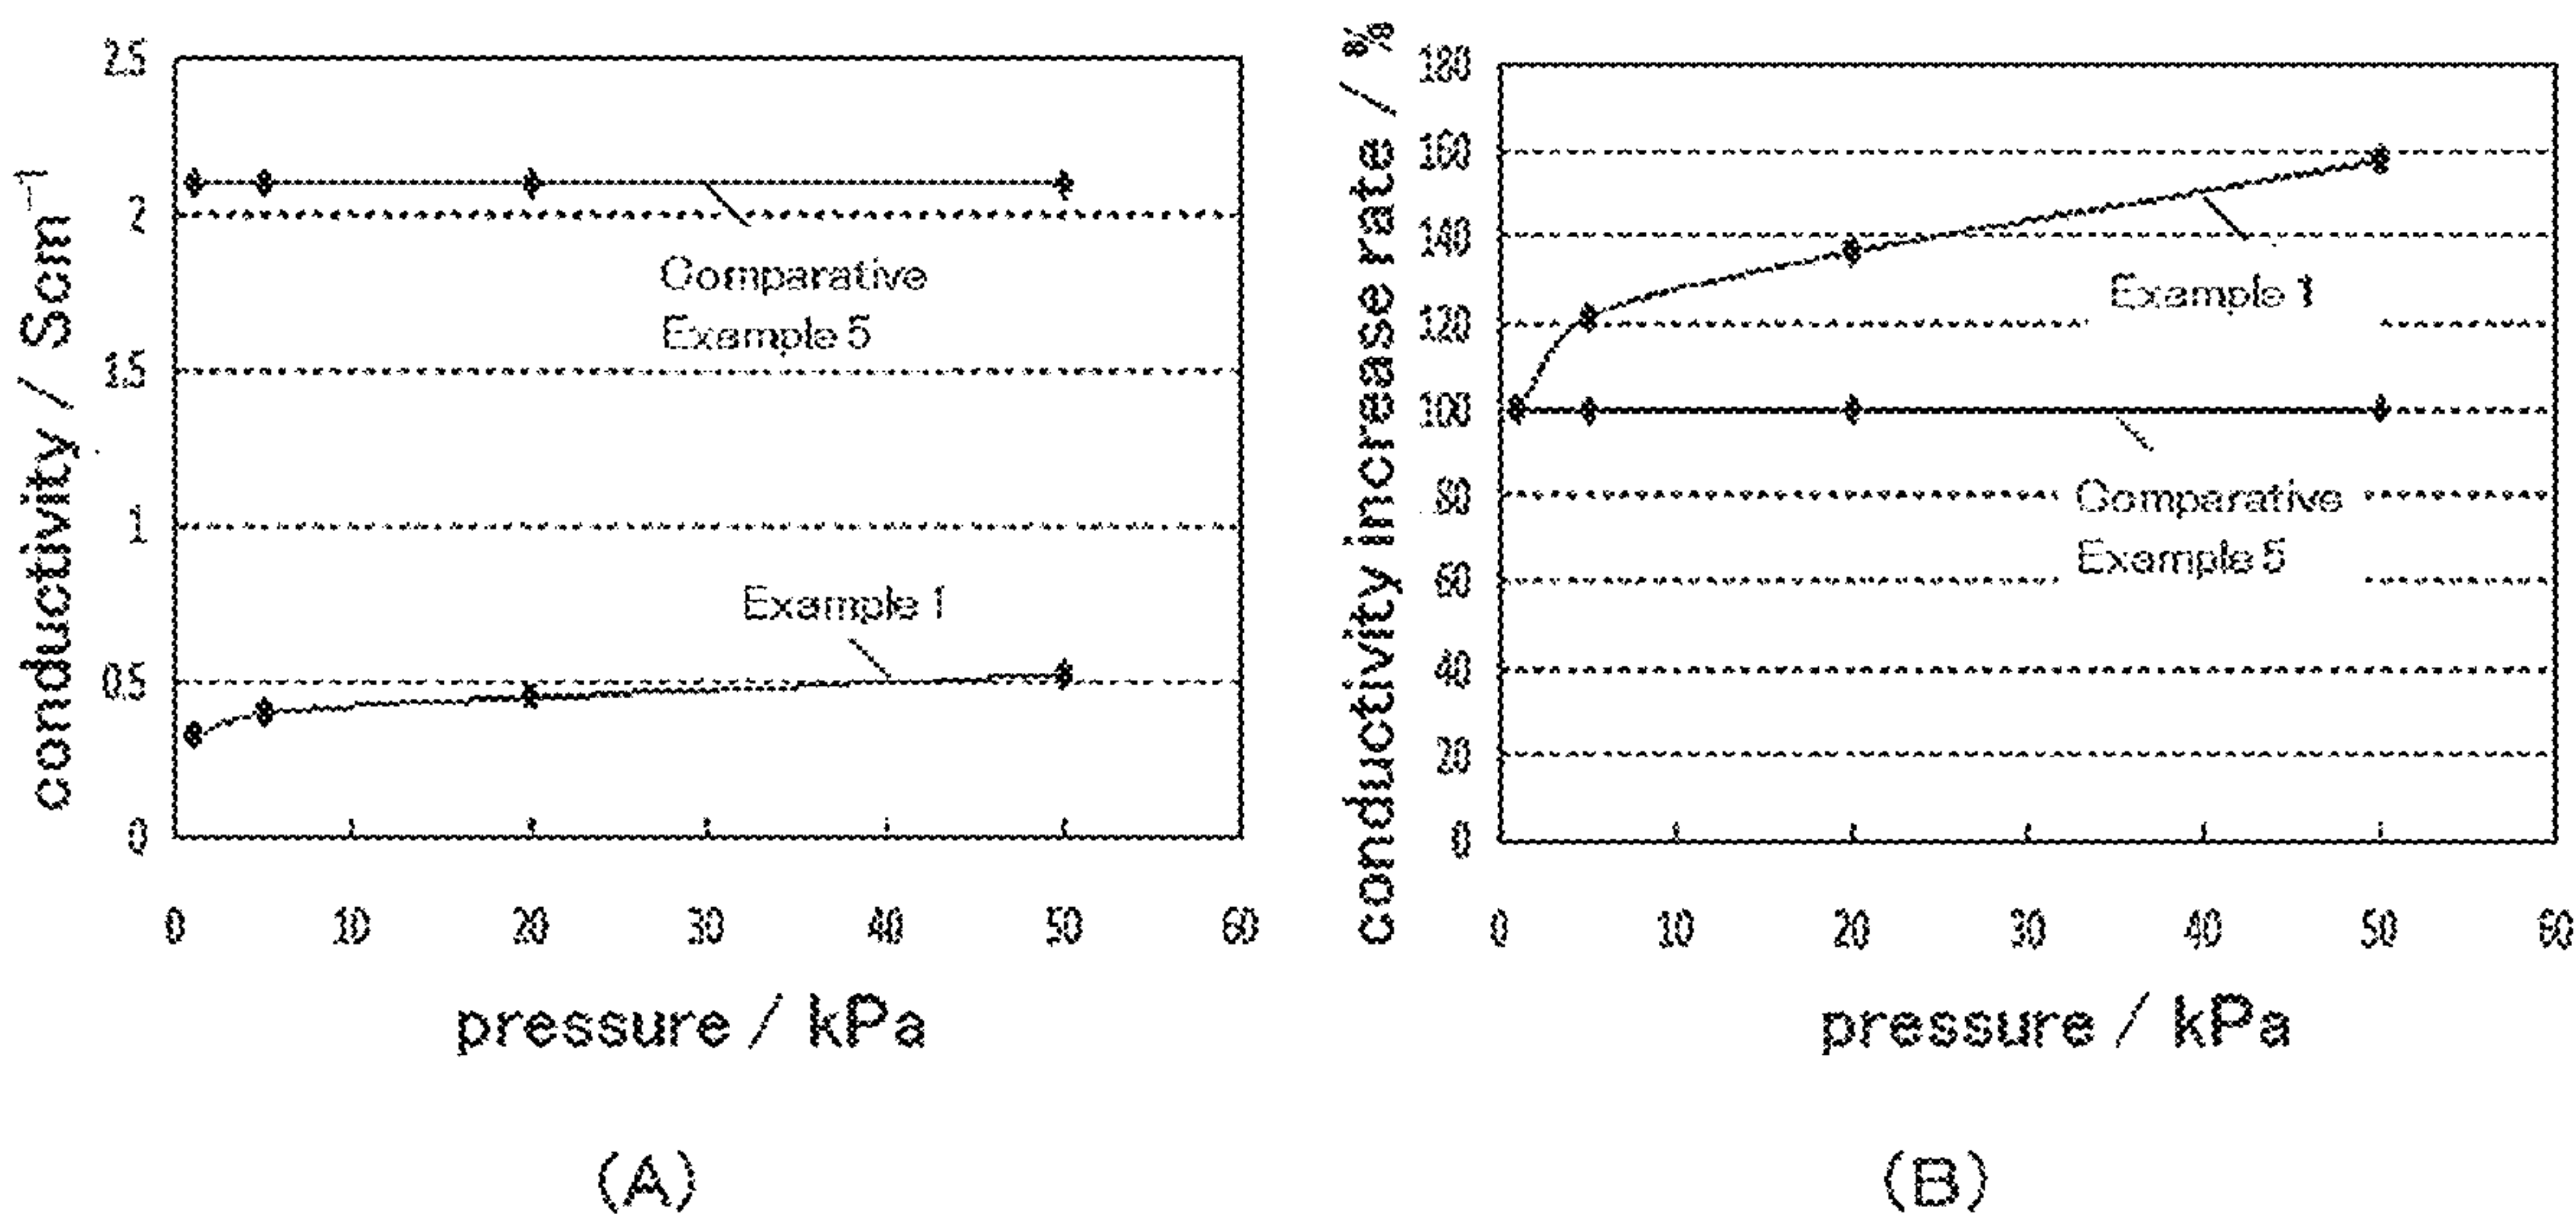 conductivity / Scm⁻¹
2.5
2
1.5
1
0.5
0
Comparative
Example 5
Example 1
0 10 20 30 40 50 60
pressure / kPa
(A)
conductivity increase rate / %
180
160
140
120
100
80
60
40
20
0
Example 1
Comparative
Example 5
0 10 20 30 40 50 60
pressure / kPa
(B)